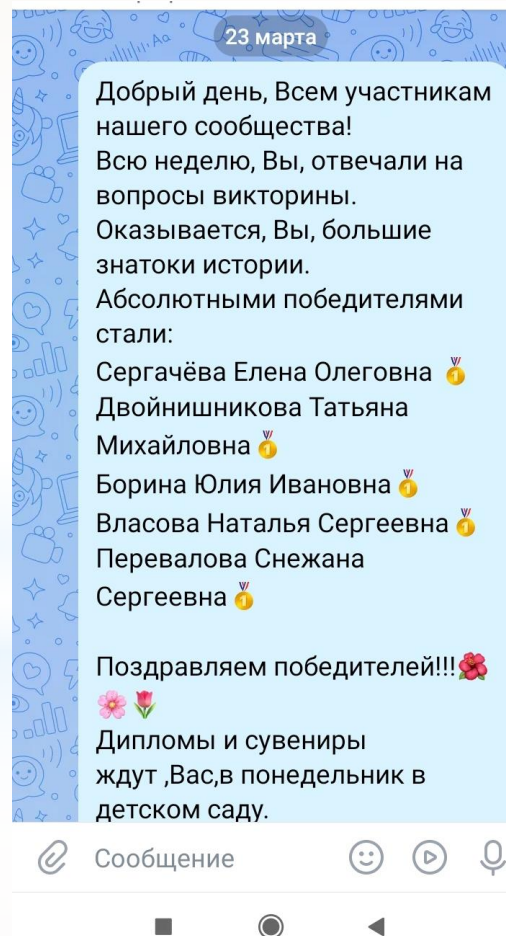 23 марта
Добрый день, Всем участникам
нашего сообщества!
Всю неделю, Вы, отвечали на
вопросы викторины.
Оказывается, Вы, большие
знатоки истории.
Абсолютными победителями
стали:
Сергачёва Елена Олеговна 🥇
Двойнишникова Татьяна
Михайловна🥇
Борина Юлия Ивановна🥇
Власова Наталья Сергеевна🥇
Перевалова Снежана
Сергеевна🥇
Поздравляем победителей!!!🌺
🌸🌷
Дипломы и сувениры
ждут ,Вас,в понедельник в
детском саду.
Сообщение